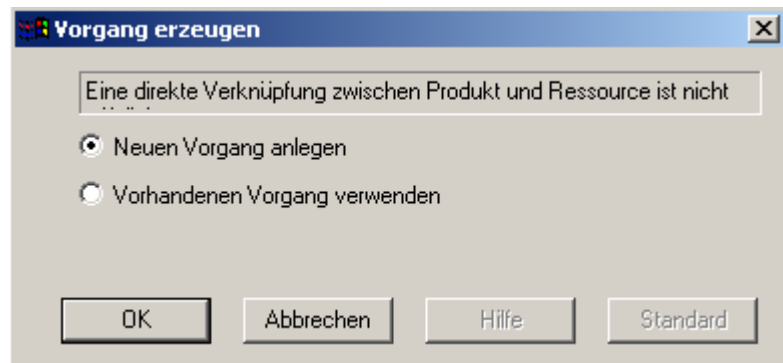 Vorgang erzeugen
Eine direkte Verknüpfung zwischen Produkt und Ressource ist nicht
Neuen Vorgang anlegen
Vorhandenen Vorgang verwenden
OK
Abbrechen
Hilfe
Standard